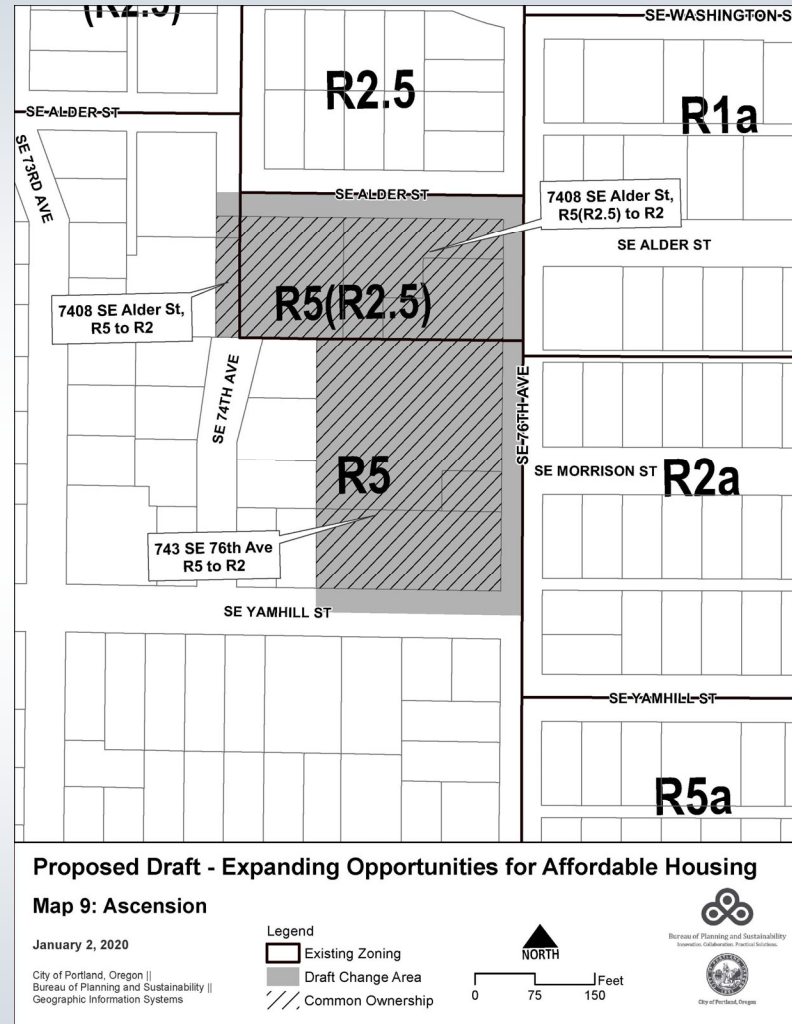 (R2.5)
SE WASHINGTON S
R2.5
R1a
SE ALDER ST
SE 73RD AVE
SE ALDER ST
7408 SE Alder St,
R5(R2.5) to R2
SE ALDER ST
7408 SE Alder St,
R5 to R2
R5(R2.5)
SE 74TH AVE
SE 76TH AVE
R5
SE MORRISON ST
R2a
743 SE 76th Ave
R5 to R2
SE YAMHILL ST
SE YAMHILL ST
R5a
Proposed Draft - Expanding Opportunities for Affordable Housing
Map 9: Ascension
January 2, 2020
City of Portland, Oregon ||
Bureau of Planning and Sustainability ||
Geographic Information Systems
Legend
Existing Zoning
Draft Change Area
Common Ownership
NORTH
Feet
0 75 150
Bureau of Planning and Sustainability
Innovation. Collaboration. Practical Solutions.
City of Portland, Oregon